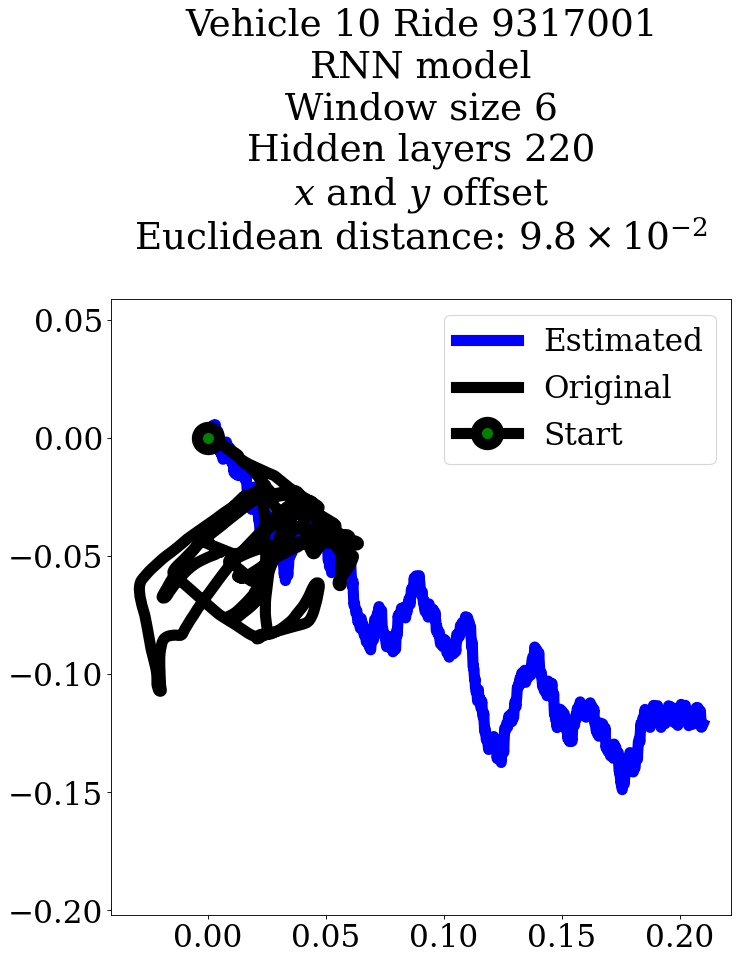 Vehicle 10 Ride 9317001
RNN model
Window size 6
Hidden layers 220
x and y offset
Euclidean distance: 9.8 × 10⁻²
Estimated
Original
Start
0.05
0.00
−0.05
−0.10
−0.15
−0.20
0.00 0.05 0.10 0.15 0.20